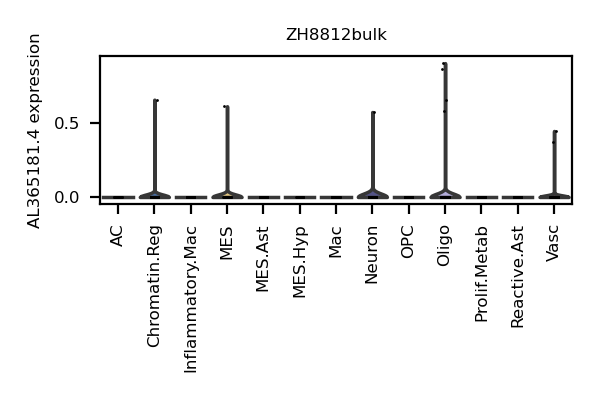 ZH8812bulk
AL365181.4 expression
0.5
0.0
AC
Chromatin.Reg
Inflammatory.Mac
MES
MES.Ast
MES.Hyp
Mac
Neuron
OPC
Oligo
Prolif.Metab
Reactive.Ast
Vasc